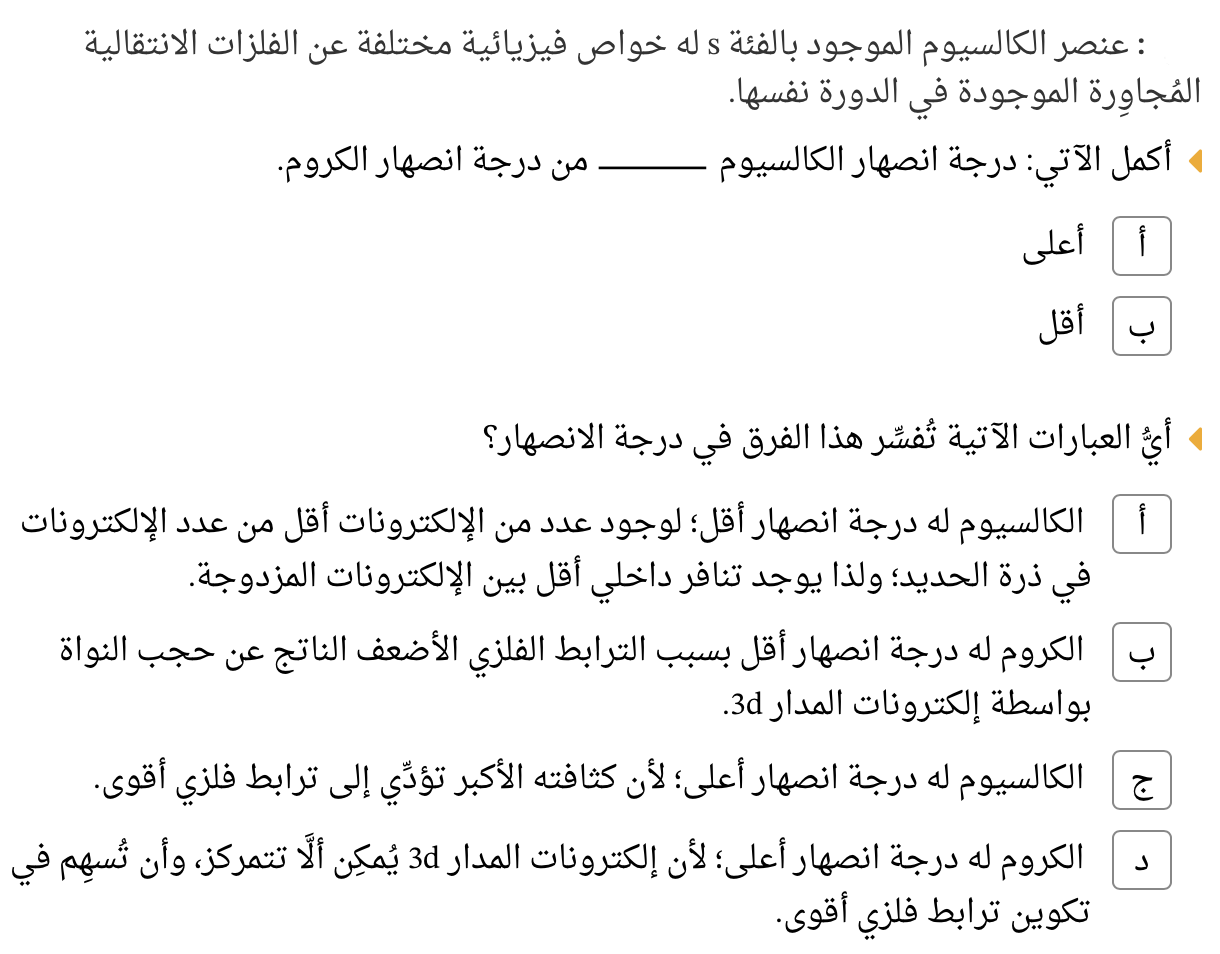 : عنصر الكالسيوم الموجود بالفئة s له خواص فيزيائية مختلفة عن الفلزات الانتقالية
المُجاوِرة الموجودة في الدورة نفسها.
أكمل الآتي: درجة انصهار الكالسيوم ــــــــــ من درجة انصهار الكروم.
أ أعلى
ب أقل
أيُّ العبارات الآتية تُفسِّر هذا الفرق في درجة الانصهار؟
أ الكالسيوم له درجة انصهار أقل؛ لوجود عدد من الإلكترونات أقل من عدد الإلكترونات
في ذرة الحديد؛ ولذا يوجد تنافر داخلي أقل بين الإلكترونات المزدوجة.
ب الكروم له درجة انصهار أقل بسبب الترابط الفلزي الأضعف الناتج عن حجب النواة
بواسطة إلكترونات المدار 3d.
ج الكالسيوم له درجة انصهار أعلى؛ لأن كثافته الأكبر تؤدِّي إلى ترابط فلزي أقوى.
د الكروم له درجة انصهار أعلى؛ لأن إلكترونات المدار 3d يُمكِن ألَّا تتمركز، وأن تُسهِم في
تكوين ترابط فلزي أقوى.